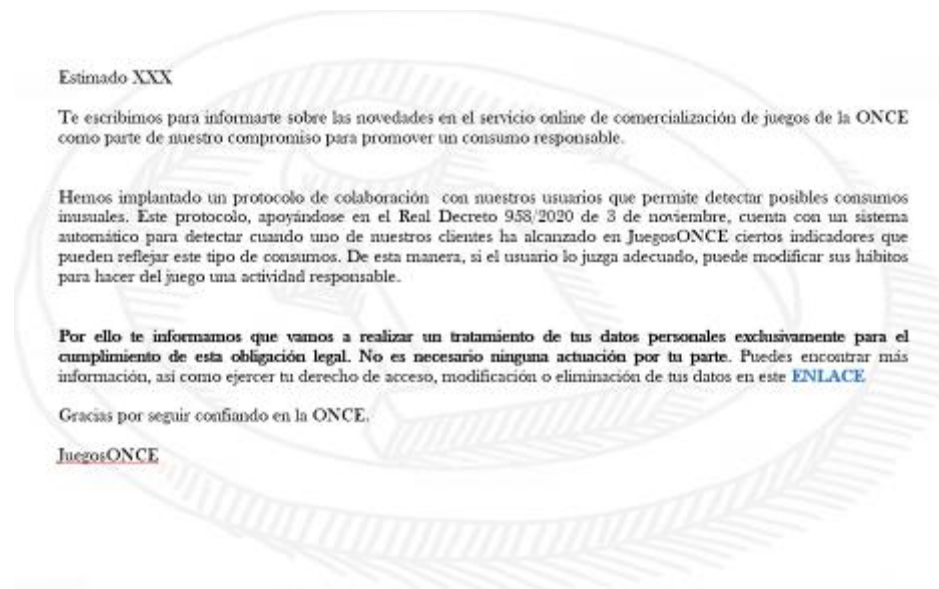 Estimado XXX
Te escribimos para informarte sobre las novedades en el servicio online de comercialización de juegos de la ONCE
como parte de nuestro compromiso para promover un consumo responsable.
Hemos implantado un protocolo de colaboración con nuestros usuarios que permite detectar posibles consumos
inusuales. Este protocolo, apoyándose en el Real Decreto 958/2020 de 3 de noviembre, cuenta con un sistema
automático para detectar cuando uno de nuestros clientes ha alcanzado en JuegosONCE ciertos indicadores que
pueden reflejar este tipo de consumos. De esta manera, si el usuario lo juzga adecuado, puede modificar sus hábitos
para hacer del juego una actividad responsable.
Por ello te informamos que vamos a realizar un tratamiento de tus datos personales exclusivamente para el
cumplimiento de esta obligación legal. No es necesario ninguna actuación por tu parte. Puedes encontrar más
información, así como ejercer tu derecho de acceso, modificación o eliminación de tus datos en este ENLACE
Gracias por seguir confiando en la ONCE.
JuegosONCE